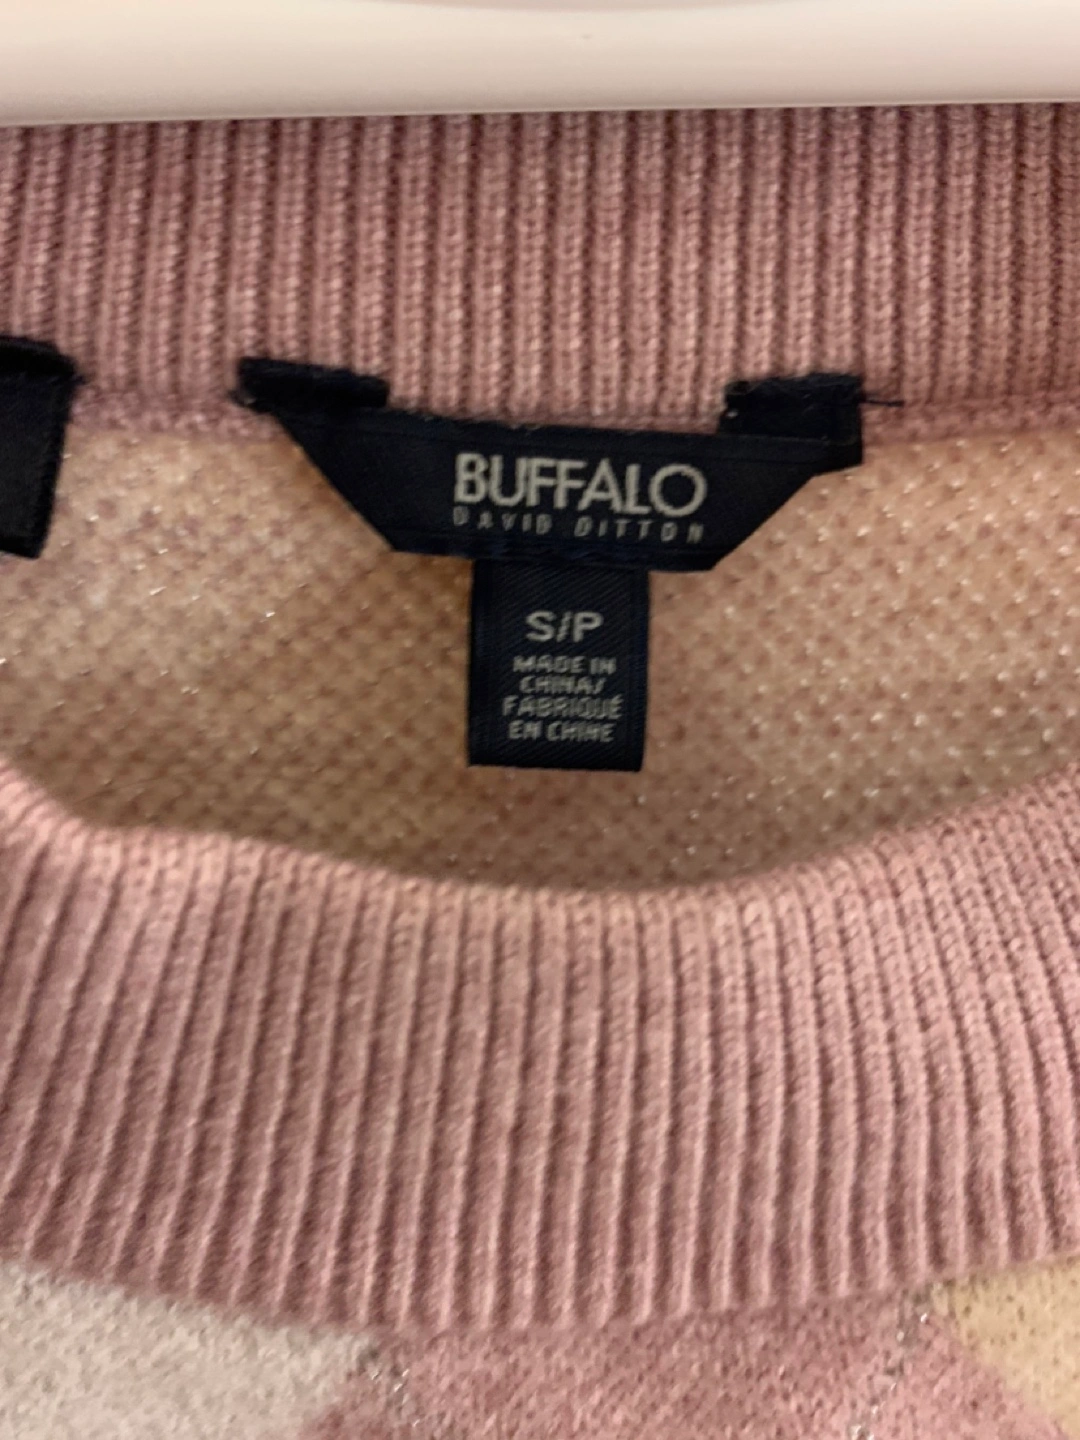 BUFFALO
DAVID BITTON
S/P
MADE IN
CHINA/
FABRIQUÉ
EN CHINE